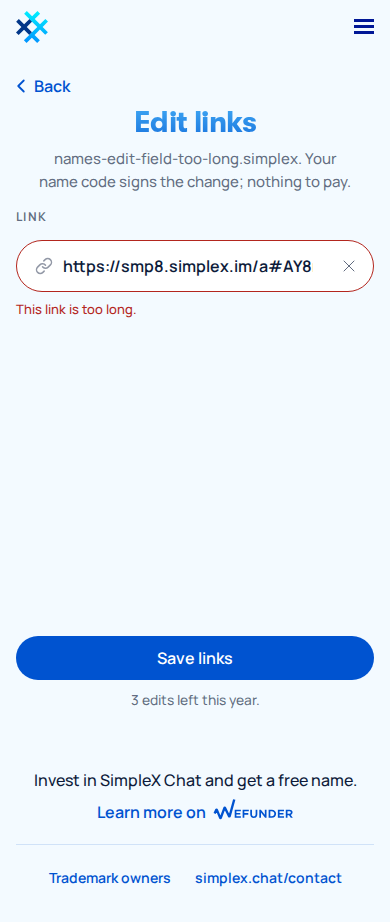 Back
Edit links
names-edit-field-too-long.simplex. Your
name code signs the change; nothing to pay.
LINK
https://smp8.simplex.im/a#AY8
This link is too long.
Save links
3 edits left this year.
Invest in SimpleX Chat and get a free name.
Learn more on WEFUNDER
Trademark owners simplex.chat/contact